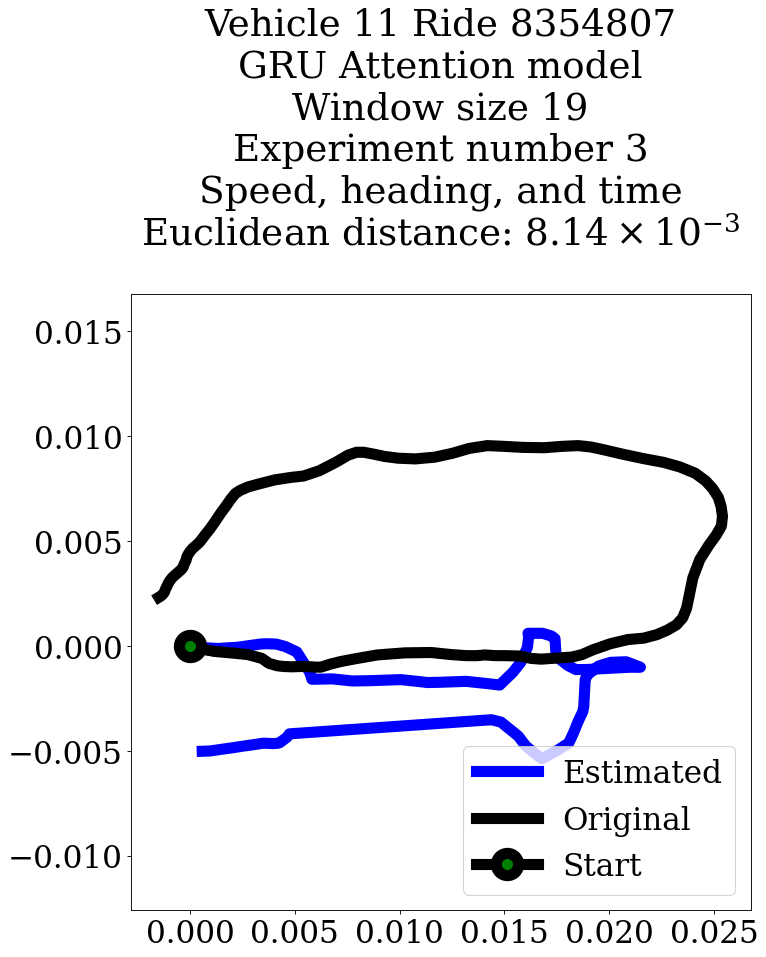 Vehicle 11 Ride 8354807
GRU Attention model
Window size 19
Experiment number 3
Speed, heading, and time
Euclidean distance: 8.14 × 10⁻³
0.015
0.010
0.005
0.000
−0.005
−0.010
Estimated
Original
Start
0.000 0.005 0.010 0.015 0.020 0.025